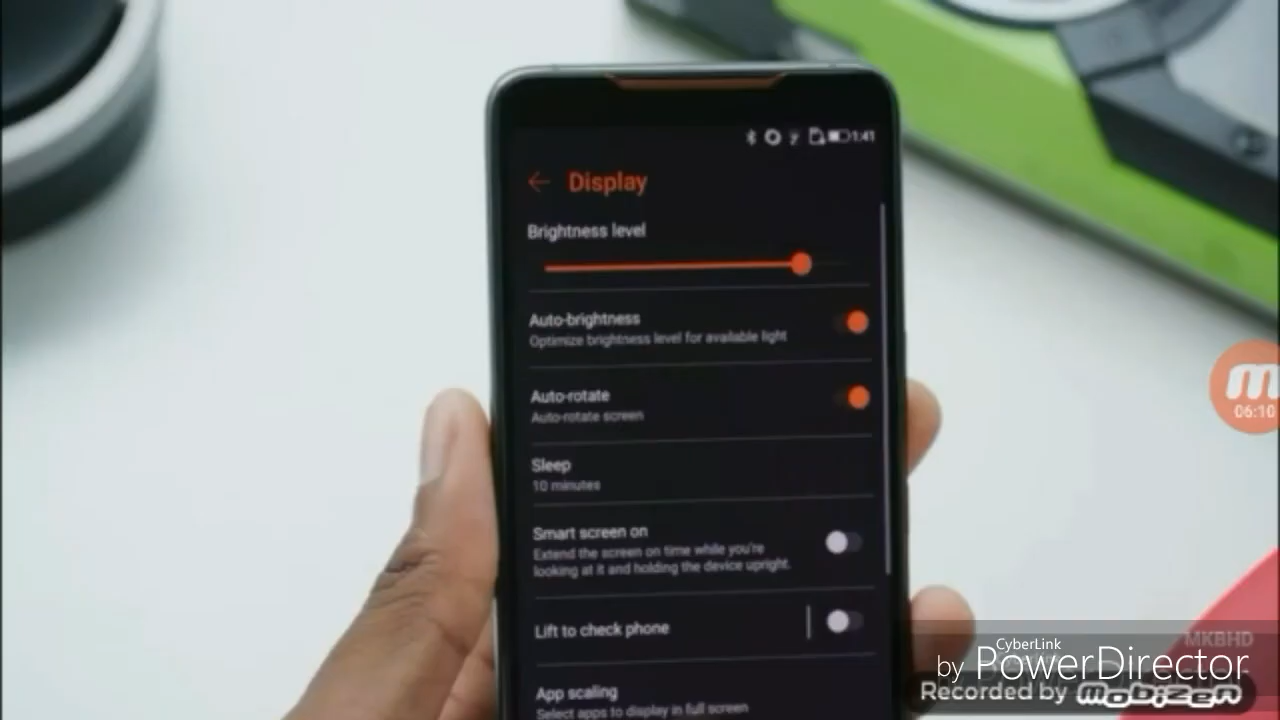 1:41
Display
Brightness level
Auto-brightness
Optimize brightness level for available light
Auto-rotate
Auto-rotate screen
Sleep
10 minutes
Smart screen on
Extend the screen on time while you're
looking at it and holding the device upright.
Lift to check phone
App scaling
Select apps to display in full screen
m
06:10
MKBHD
CyberLink
by PowerDirector
Recorded by mobizen